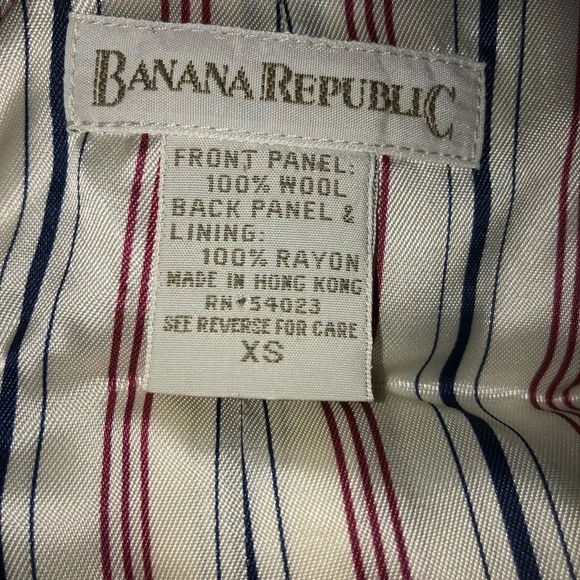 BANANA REPUBLIC
FRONT PANEL:
100% WOOL
BACK PANEL &
LINING:
100% RAYON
MADE IN HONG KONG
RN*54023
SEE REVERSE FOR CARE
XS